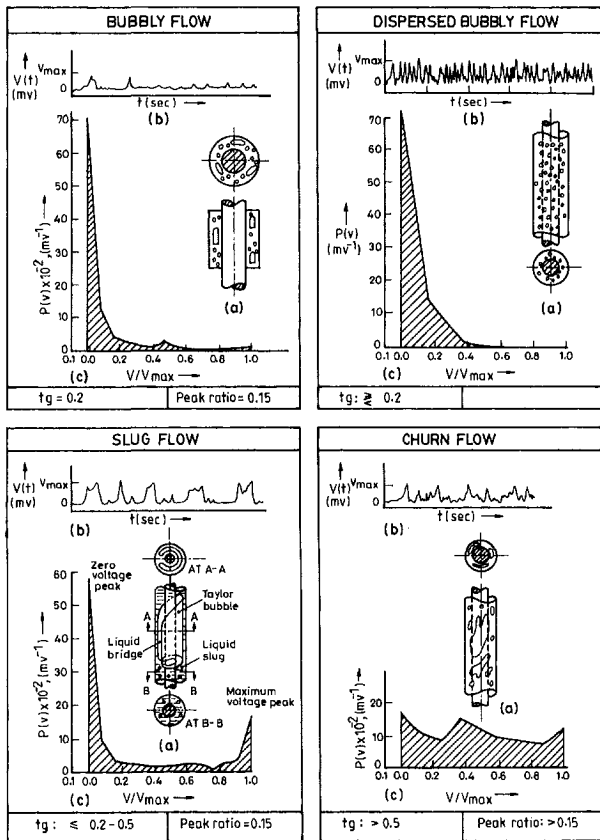 BUBBLY FLOW
V(t)
(mv)
Vmax
0
t(sec)
(b)
70
60
50
40
30
20
10
0
P(v)x10⁻², (mv⁻¹)
(a)
0.1 0.0 0.2 0.4 0.6 0.8 1.0
(c) V/Vmax
tg = 0.2 Peak ratio = 0.15
DISPERSED BUBBLY FLOW
V(t)
(mv)
Vmax
0
t(sec)
(b)
70
60
50
40
30
20
10
0
P(v)
(mv⁻¹)
(a)
0.1 0.0 0.2 0.4 0.6 0.8 1.0
(c) V/Vmax
tg: 0.2
SLUG FLOW
V(t)
(mv)
Vmax
0
t(sec)
(b)
Zero
voltage
peak
AT A-A
60
50
40
30
20
10
0
P(v)x10⁻², (mv⁻¹)
A A
Taylor
bubble
Liquid
bridge
Liquid
slug
B B
Maximum
voltage peak
AT B-B
(a)
0.1 0.0 0.2 0.4 0.6 0.8 1.0
(c) V/Vmax
tg : ≤ 0.2-0.5 Peak ratio=0.15
CHURN FLOW
V(t)
(mv)
Vmax
0
t(sec)
(b)
(a)
20
10
0
P(v)x10⁻², (mv⁻¹)
0.1 0.0 0.2 0.4 0.6 0.8 1.0
(c) V/Vmax
tg : > 0.5 Peak ratio: >0.15